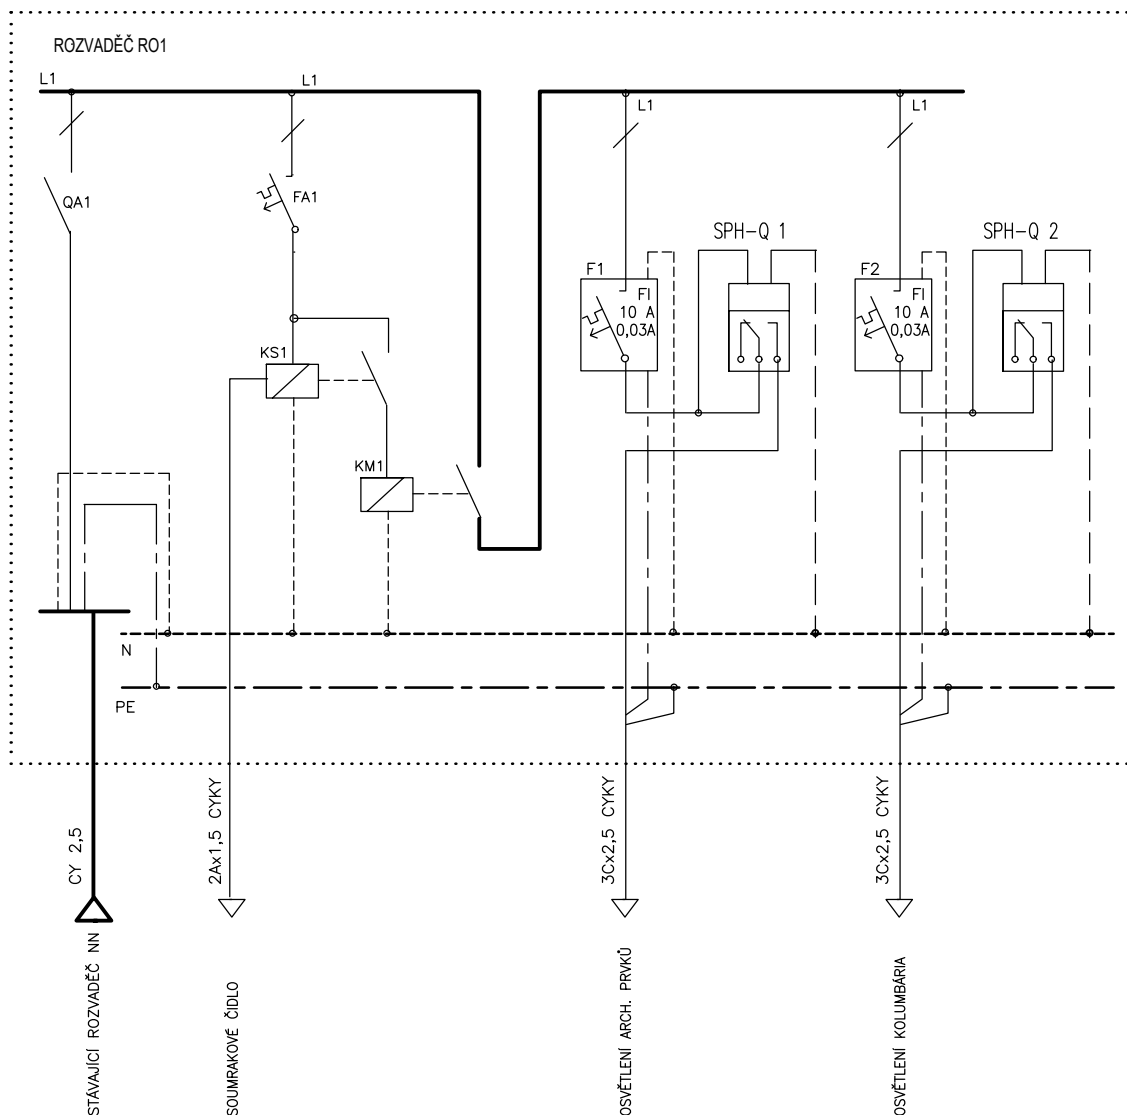 ROZVADĚČ RO1
L1
L1
L1
L1
QA1
FA1
SPH-Q 1
SPH-Q 2
F1
FI
10 A
0,03A
F2
FI
10 A
0,03A
KS1
KM1
N
PE
CY 2,5
2Ax1,5 CYKY
3Cx2,5 CYKY
3Cx2,5 CYKY
STÁVAJÍCÍ ROZVADĚČ NN
SOUMRAKOVÉ ČIDLO
OSVĚTLENÍ ARCH. PRVKŮ
OSVĚTLENÍ KOLUMBÁRIA